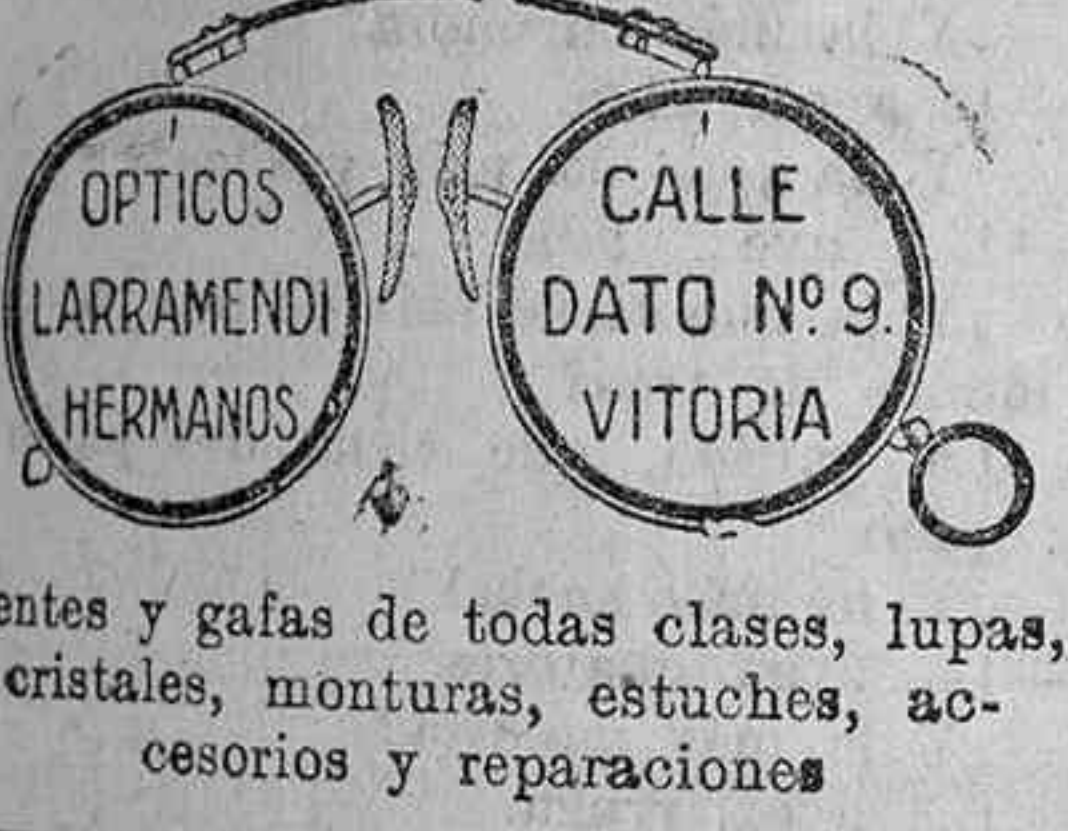 OPTICOS
LARRAMENDI
HERMANOS
CALLE
DATO Nº 9.
VITORIA
entes y gafas de todas clases, lupas,
cristales, monturas, estuches, ac-
cesorios y reparaciones